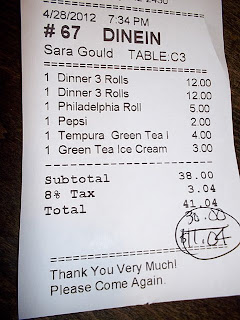 4/28/2012 7:34 PM
# 67 DINEIN
Sara Gould TABLE:C3
1 Dinner 3 Rolls 12.00
1 Dinner 3 Rolls 12.00
1 Philadelphia Roll 5.00
1 Pepsi 2.00
1 Tempura Green Tea I 4.00
1 Green Tea Ice Cream 3.00
Subtotal 38.00
8% Tax 3.04
Total 41.04
30.00
$11.04
Thank You Very Much!
Please Come Again.